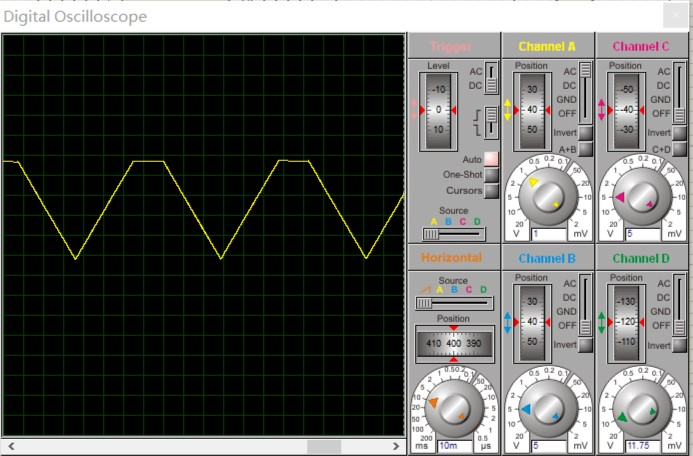 Digital Oscilloscope
Trigger
Level
-10
0
10
AC
DC
Auto
One-Shot
Cursors
Source
A B C D
Channel A
Position
30
40
50
AC
DC
GND
OFF
Invert
A+B
0.5 0.2 0.1
1
2
5
10
20
50
20
10
5
2
V 1 mV
Channel C
Position
-50
-40
-30
AC
DC
GND
OFF
Invert
C+D
0.5 0.2 0.1
1
2
5
10
20
50
20
10
5
2
V 5 mV
Horizontal
Source
A B C D
Position
410 400 390
1 0.5 0.2
2
5
10
20
50
100
200
50
20
10
5
2
1
0.5
ms 10m µs
Channel B
Position
30
40
50
AC
DC
GND
OFF
Invert
0.5 0.2 0.1
1
2
5
10
20
50
20
10
5
2
V 5 mV
Channel D
Position
-130
-120
-110
AC
DC
GND
OFF
Invert
0.5 0.2 0.1
1
2
5
10
20
50
20
10
5
2
V 11.75 mV